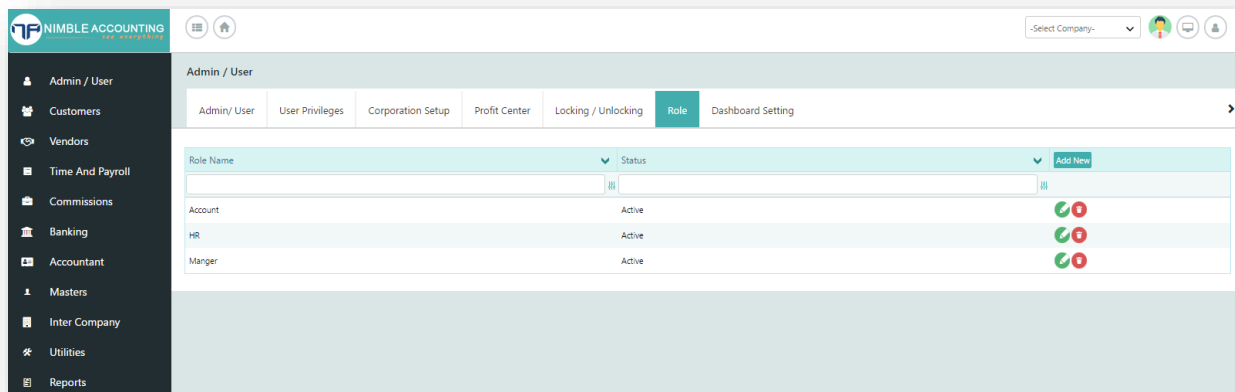 NIMBLE ACCOUNTING
see everything
-Select Company-
Admin / User
Customers
Vendors
Time And Payroll
Commissions
Banking
Accountant
Masters
Inter Company
Utilities
Reports
Admin / User
Admin/ User User Privileges Corporation Setup Profit Center Locking / Unlocking Role Dashboard Setting
Role Name Status Add New
Account Active
HR Active
Manger Active